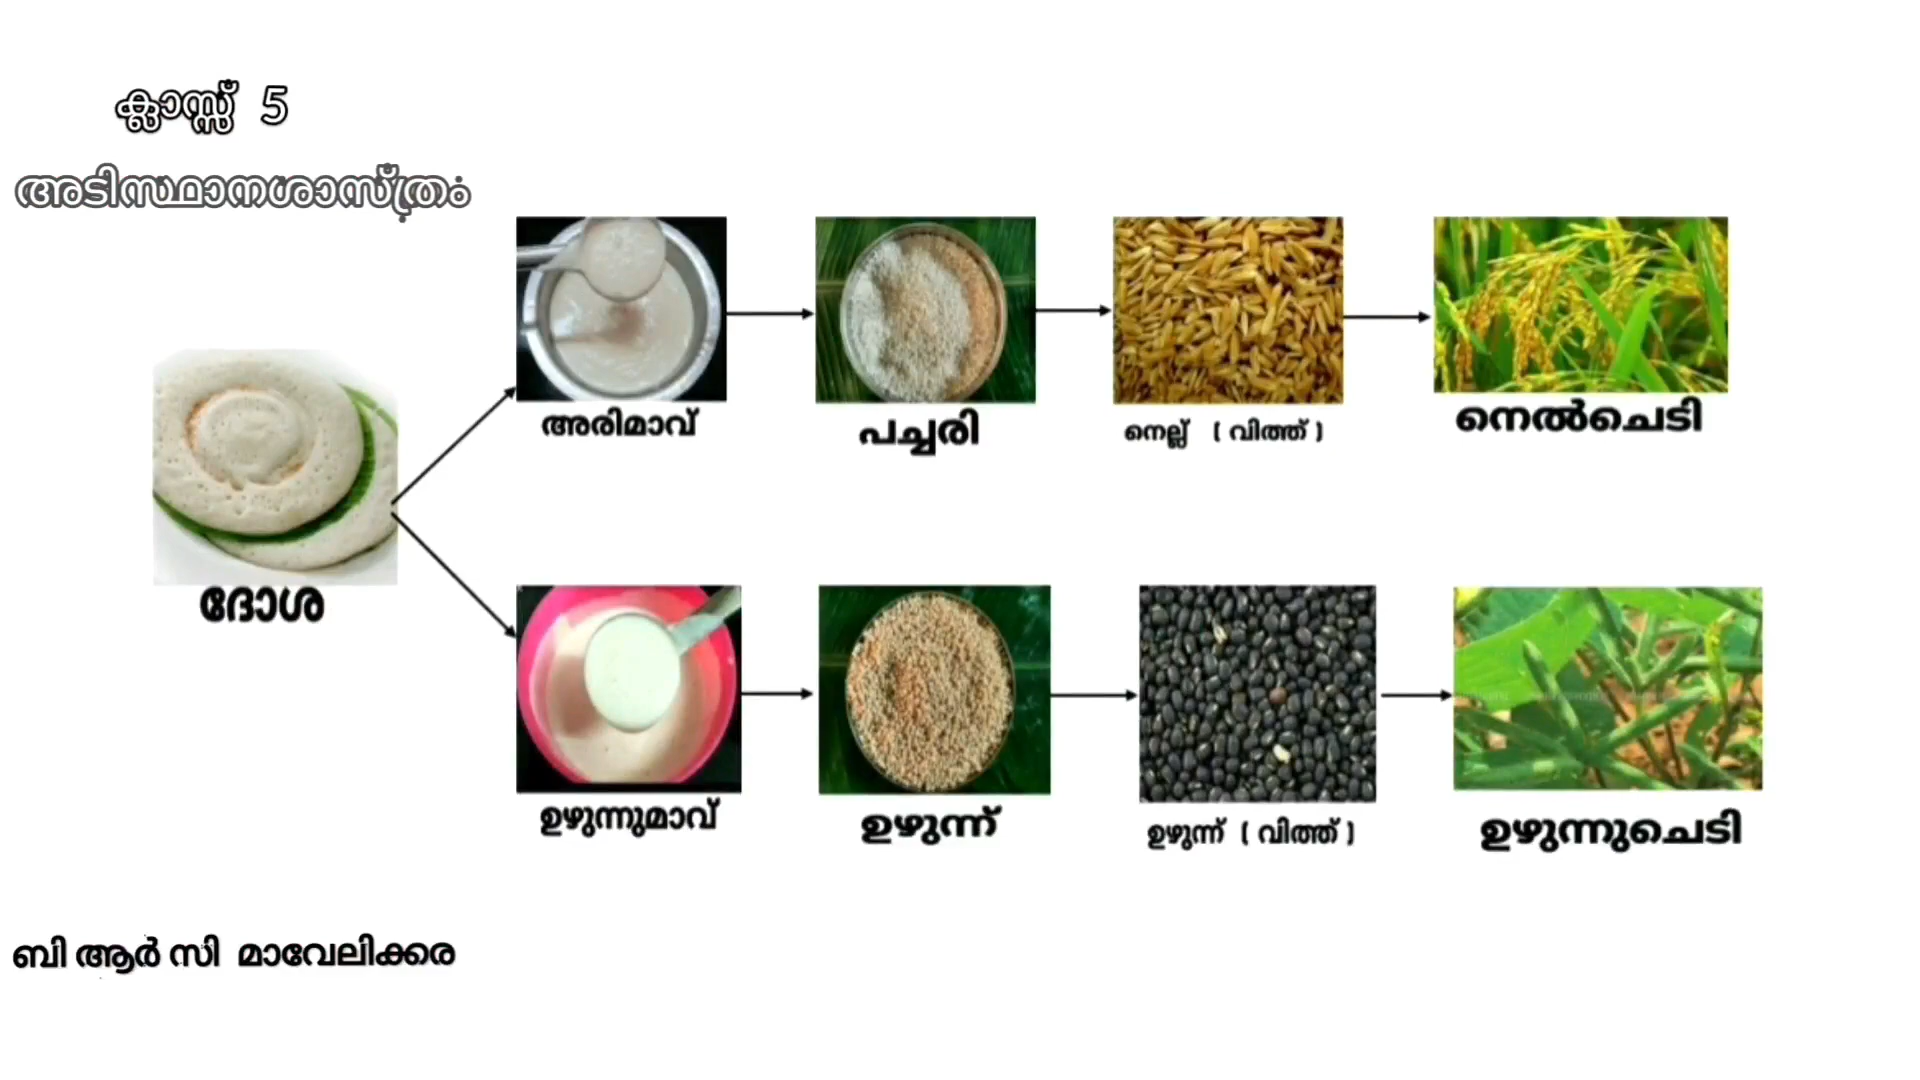 ക്ലാസ്സ് 5
അടിസ്ഥാനശാസ്ത്രം
ദോശ
അരിമാവ്
പച്ചരി
നെല്ല് ( വിത്ത് )
നെൽചെടി
ഉഴുന്നുമാവ്
ഉഴുന്ന്
ഉഴുന്ന് ( വിത്ത് )
ഉഴുന്നുചെടി
ബി ആർ സി മാവേലിക്കര